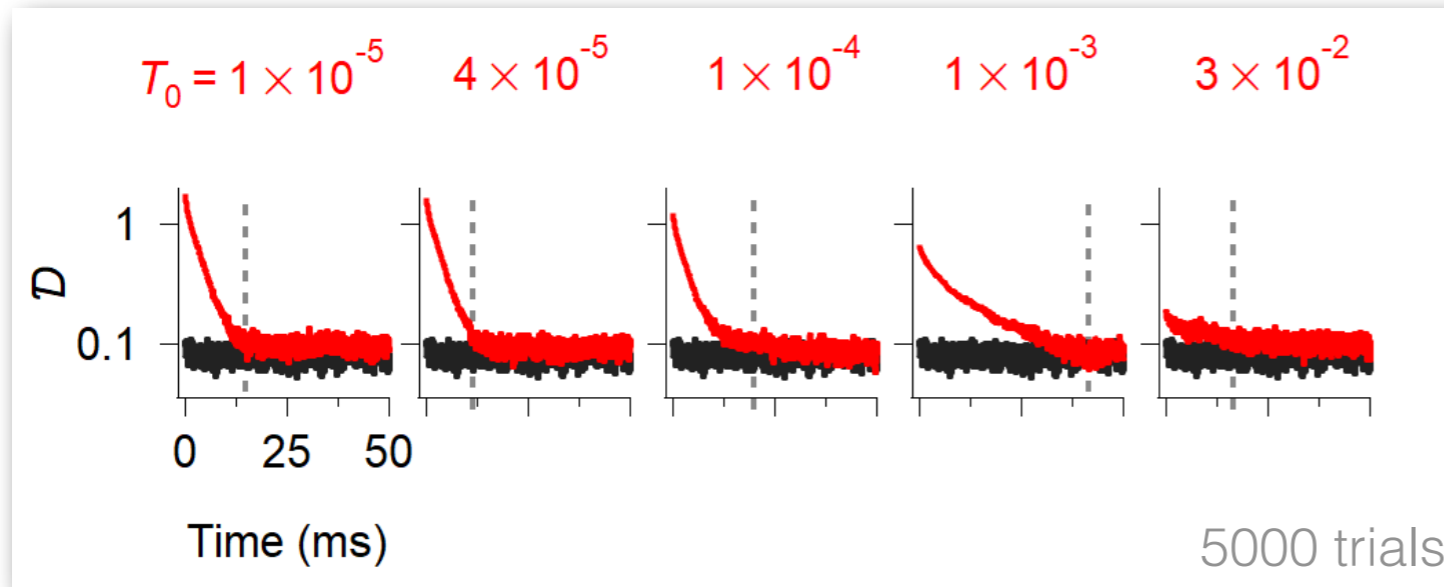 T₀ = 1 × 10⁻⁵ 4 × 10⁻⁵ 1 × 10⁻⁴ 1 × 10⁻³ 3 × 10⁻²
1
𝒟
0.1
0 25 50
Time (ms)
5000 trials